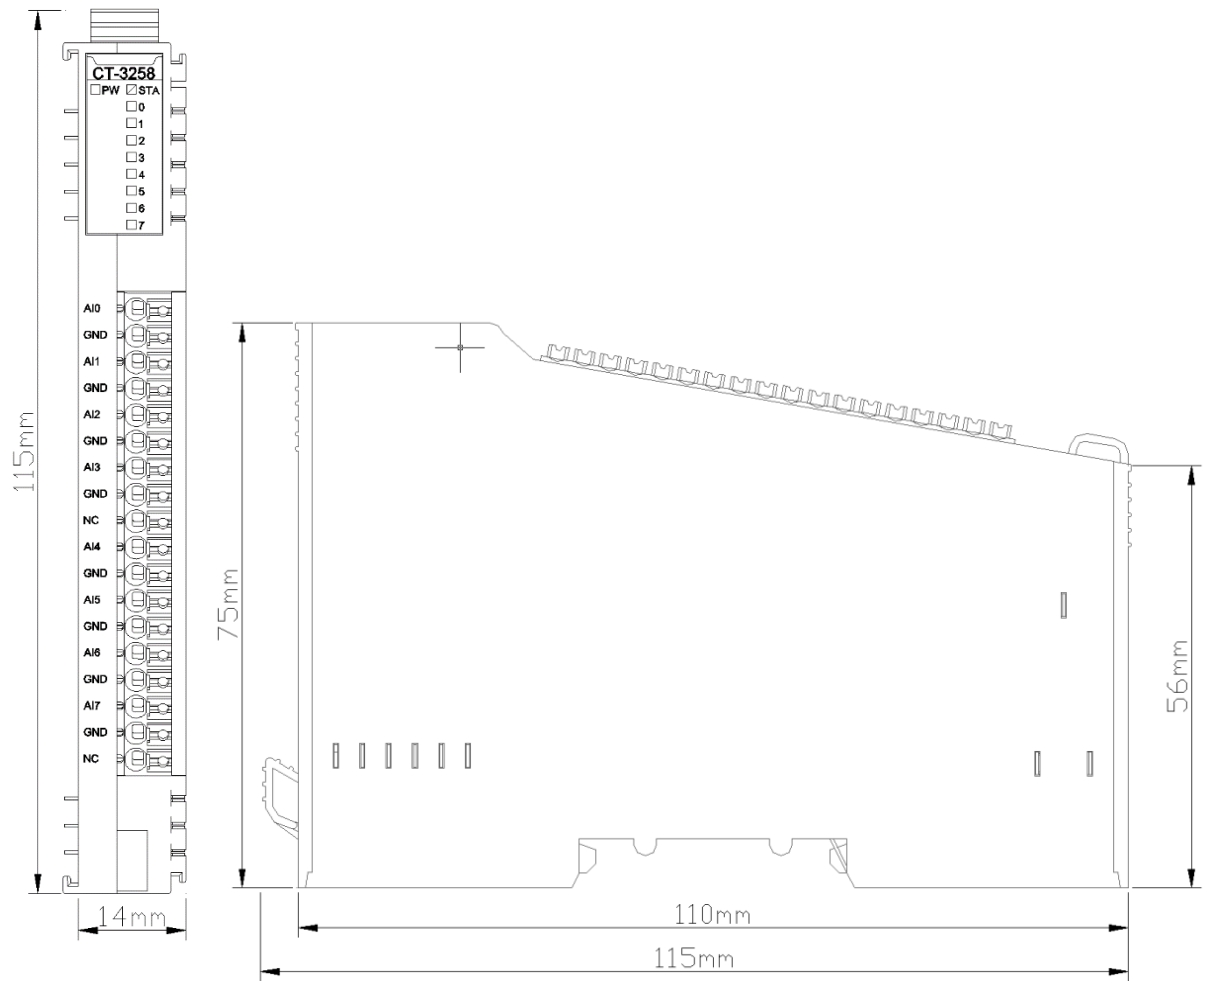 CT-3258
PW STA
0
1
2
3
4
5
6
7
AI0
GND
AI1
GND
AI2
GND
AI3
GND
NC
AI4
GND
AI5
GND
AI6
GND
AI7
GND
NC
115mm
14mm
75mm
56mm
110mm
115mm